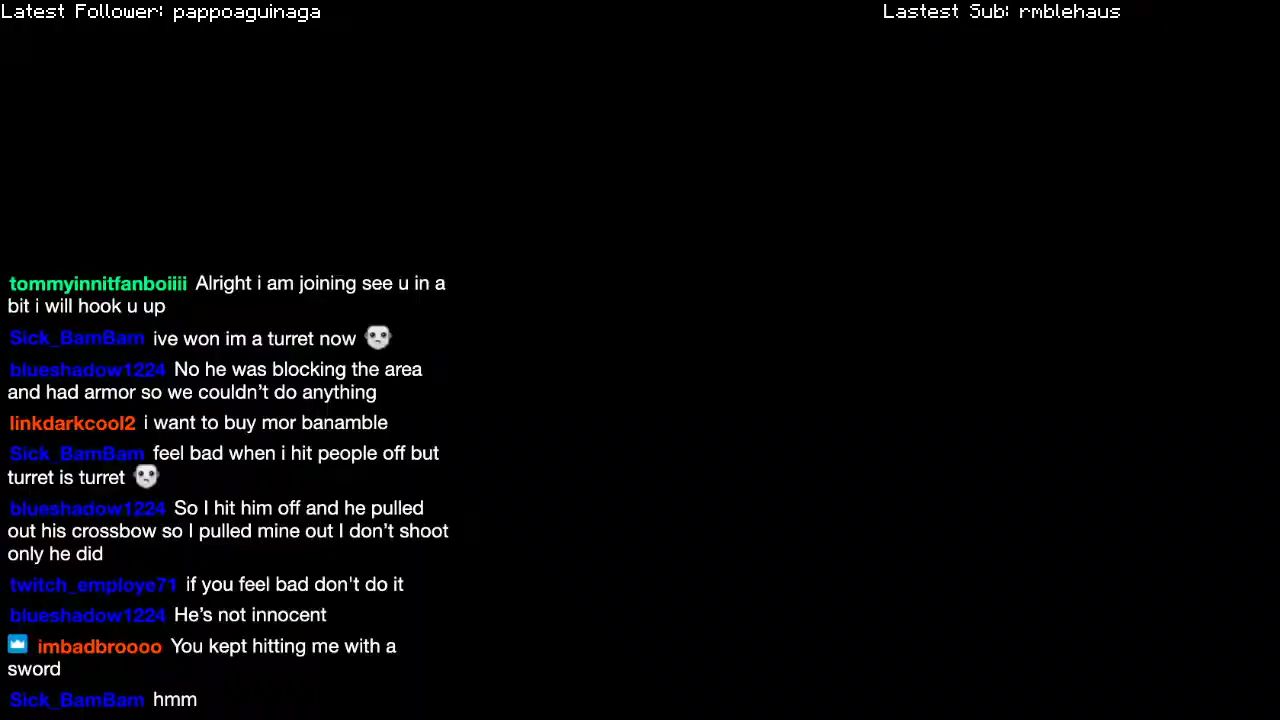 Latest Follower: pappoaguinaga
Lastest Sub: rmblehaus
tommyinnitfanboiiii Alright i am joining see u in a
bit i will hook u up
Sick_BamBam ive won im a turret now
blueshadow1224 No he was blocking the area
and had armor so we couldn’t do anything
linkdarkcool2 i want to buy mor banamble
Sick_BamBam feel bad when i hit people off but
turret is turret
blueshadow1224 So I hit him off and he pulled
out his crossbow so I pulled mine out I don’t shoot
only he did
twitch_employe71 if you feel bad don't do it
blueshadow1224 He’s not innocent
imbadbroooo You kept hitting me with a
sword
Sick_BamBam hmm